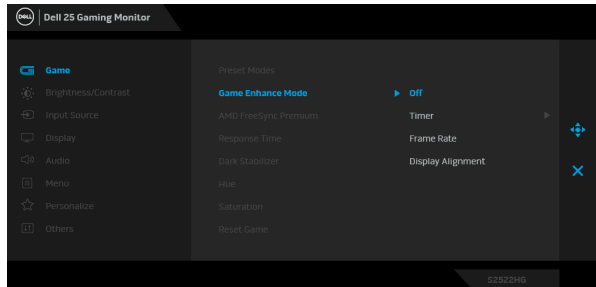 DELL Dell 25 Gaming Monitor
Game
Brightness/Contrast
Input Source
Display
Audio
Menu
Personalize
Others
Preset Modes
Game Enhance Mode
AMD FreeSync Premium
Response Time
Dark Stabilizer
Hue
Saturation
Reset Game
Off
Timer
Frame Rate
Display Alignment
S2522HG